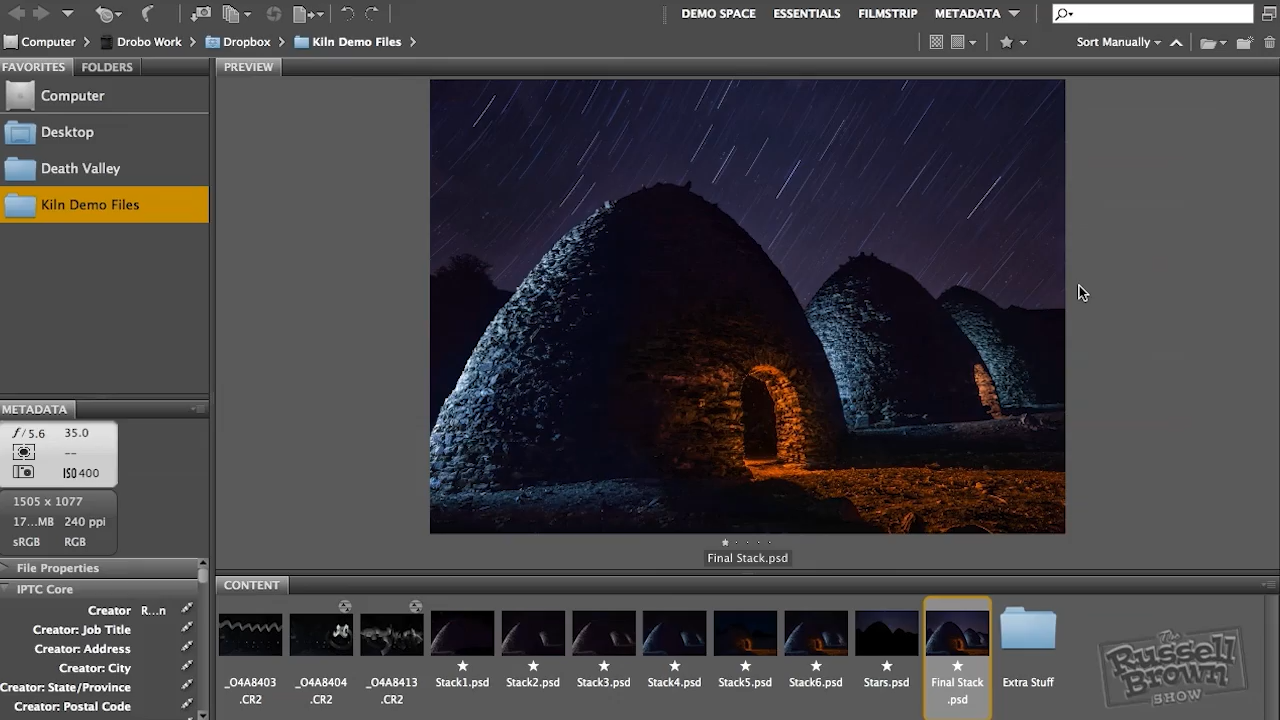 DEMO SPACE ESSENTIALS FILMSTRIP METADATA
Computer Drobo Work Dropbox Kiln Demo Files Sort Manually
FAVORITES FOLDERS PREVIEW
Computer
Desktop
Death Valley
Kiln Demo Files
METADATA
f/5.6 35.0
--
ISO400
1505 x 1077
17...MB 240 ppi
sRGB RGB
File Properties
IPTC Core
Creator R...n
Creator: Job Title
Creator: Address
Creator: City
Creator: State/Province
Creator: Postal Code
Final Stack.psd
CONTENT
_O4A8403
.CR2
_O4A8404
.CR2
_O4A8413
.CR2
Stack1.psd
Stack2.psd
Stack3.psd
Stack4.psd
Stack5.psd
Stack6.psd
Stars.psd
Final Stack
.psd
Extra Stuff
The
Russell
Brown
SHOW